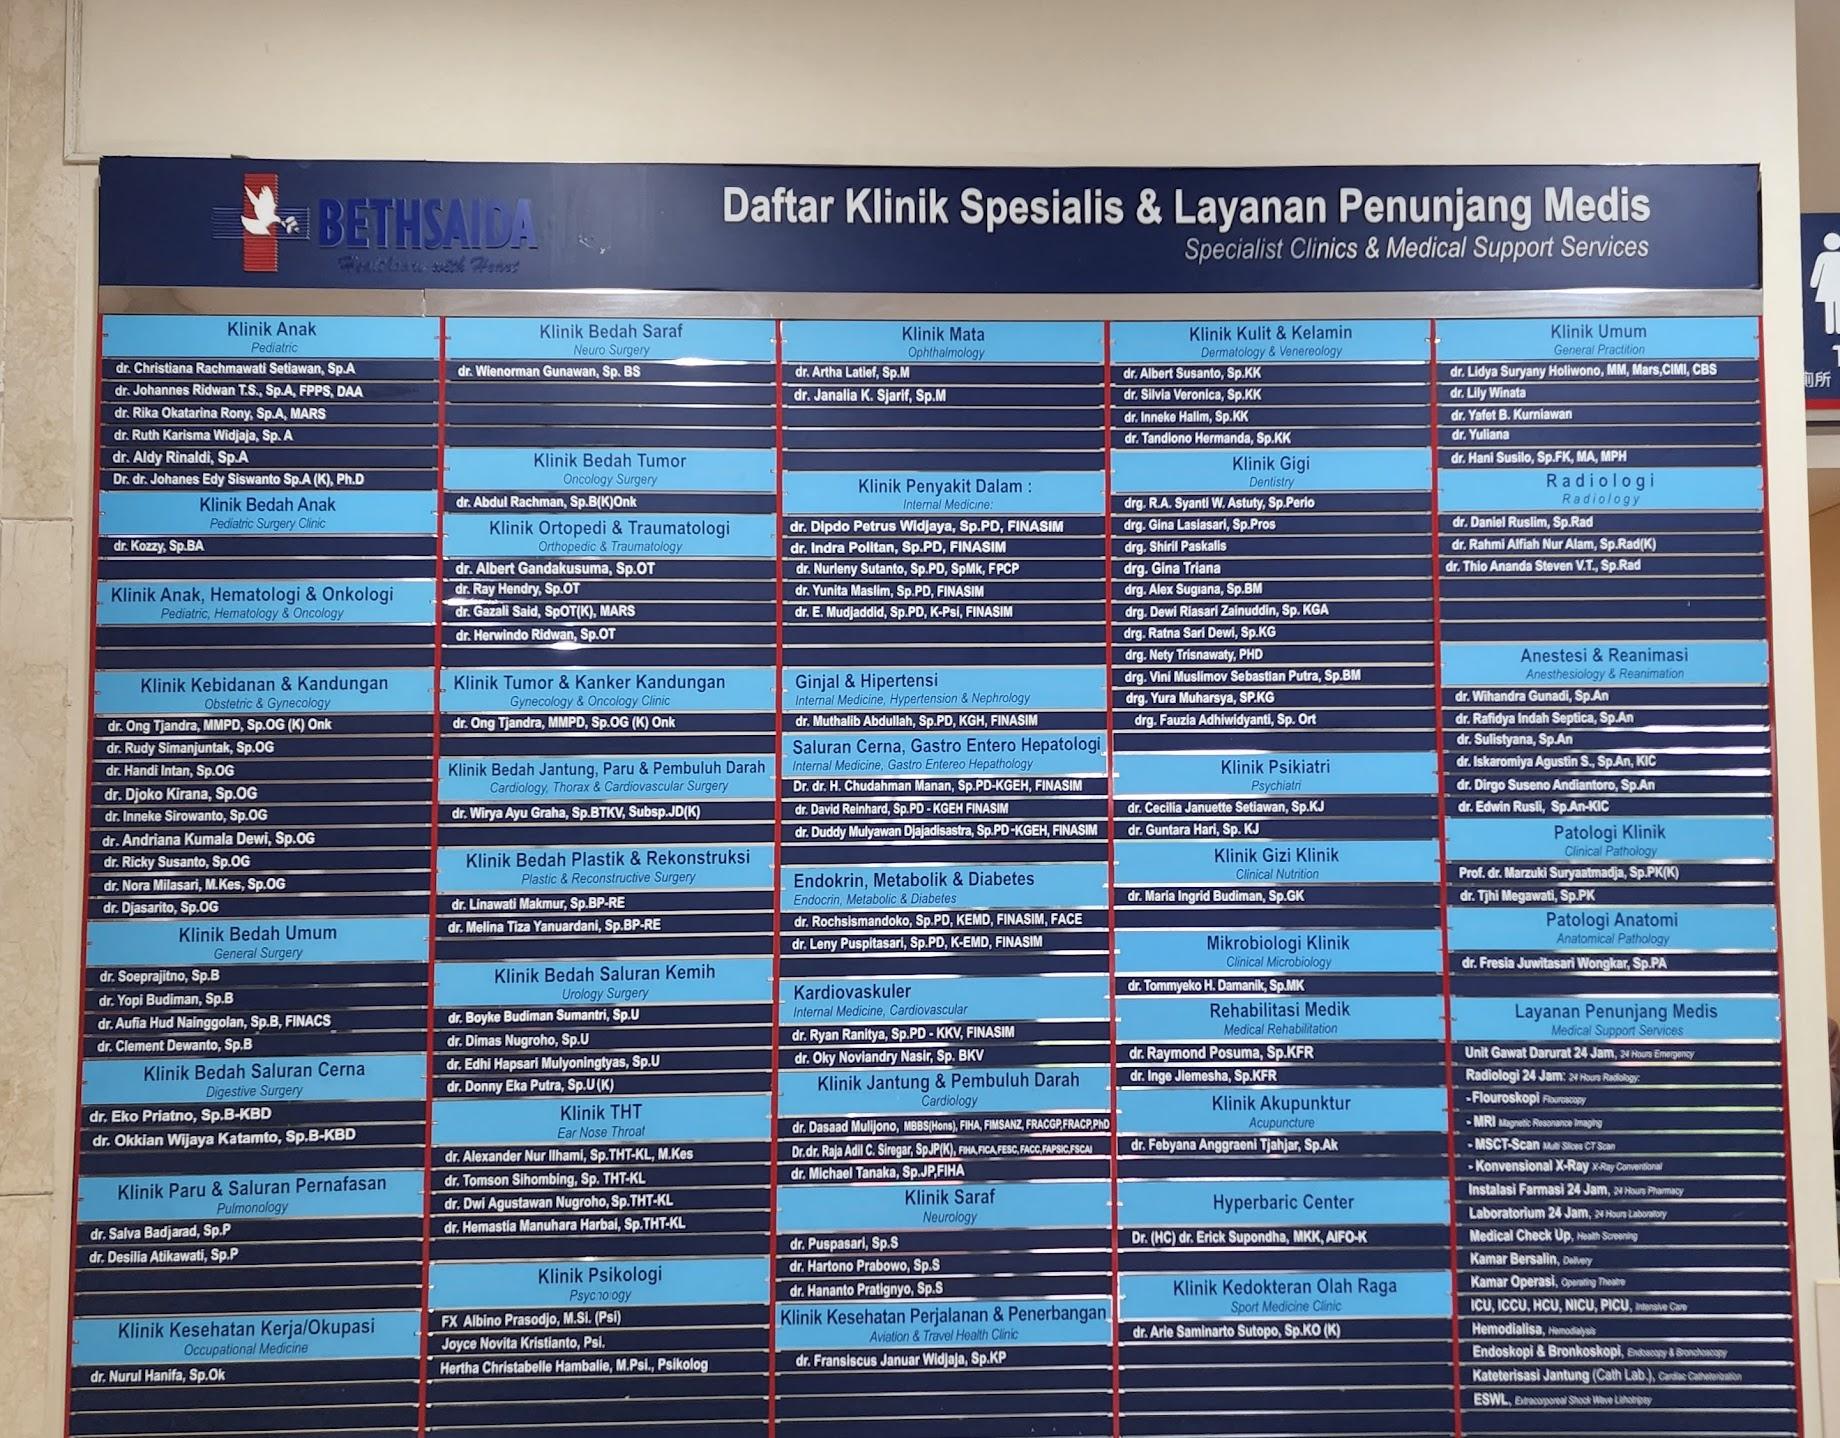 BETHSAIDA
Healthcare with Heart
Daftar Klinik Spesialis & Layanan Penunjang Medis
Specialist Clinics & Medical Support Services
Klinik Anak
Pediatric
dr. Christiana Rachmawati Setiawan, Sp.A
dr. Johannes Ridwan T.S., Sp.A, FPPS, DAA
dr. Rika Okatarina Rony, Sp.A, MARS
dr. Ruth Karisma Widjaja, Sp. A
dr. Aldy Rinaldi, Sp.A
Dr. dr. Johanes Edy Siswanto Sp.A (K), Ph.D
Klinik Bedah Anak
Pediatric Surgery Clinic
dr. Kozzy, Sp.BA
Klinik Anak, Hematologi & Onkologi
Pediatric, Hematology & Oncology
Klinik Kebidanan & Kandungan
Obstetric & Gynecology
dr. Ong Tjandra, MMPD, Sp.OG (K) Onk
dr. Rudy Simanjuntak, Sp.OG
dr. Handi Intan, Sp.OG
dr. Djoko Kirana, Sp.OG
dr. Inneke Sirowanto, Sp.OG
dr. Andriana Kumala Dewi, Sp.OG
dr. Ricky Susanto, Sp.OG
dr. Nora Milasari, M.Kes, Sp.OG
dr. Djasarito, Sp.OG
Klinik Bedah Umum
General Surgery
dr. Soeprajitno, Sp.B
dr. Yopi Budiman, Sp.B
dr. Aufia Hud Nainggolan, Sp.B, FINACS
dr. Clement Dewanto, Sp.B
Klinik Bedah Saluran Cerna
Digestive Surgery
dr. Eko Priatno, Sp.B-KBD
dr. Okkian Wijaya Katamto, Sp.B-KBD
Klinik Paru & Saluran Pernafasan
Pulmonology
dr. Salva Badjarad, Sp.P
dr. Desilia Atikawati, Sp.P
Klinik Kesehatan Kerja/Okupasi
Occupational Medicine
dr. Nurul Hanifa, Sp.Ok
Klinik Bedah Saraf
Neuro Surgery
dr. Wienorman Gunawan, Sp. BS
Klinik Bedah Tumor
Oncology Surgery
dr. Abdul Rachman, Sp.B(K)Onk
Klinik Ortopedi & Traumatologi
Orthopedic & Traumatology
dr. Albert Gandakusuma, Sp.OT
dr. Ray Hendry, Sp.OT
dr. Gazali Said, SpOT(K), MARS
dr. Herwindo Ridwan, Sp.OT
Klinik Tumor & Kanker Kandungan
Gynecology & Oncology Clinic
dr. Ong Tjandra, MMPD, Sp.OG (K) Onk
Klinik Bedah Jantung, Paru & Pembuluh Darah
Cardiology, Thorax & Cardiovascular Surgery
dr. Wirya Ayu Graha, Sp.BTKV, Subsp.JD(K)
Klinik Bedah Plastik & Rekonstruksi
Plastic & Reconstructive Surgery
dr. Linawati Makmur, Sp.BP-RE
dr. Melina Tiza Yanuardani, Sp.BP-RE
Klinik Bedah Saluran Kemih
Urology Surgery
dr. Boyke Budiman Sumantri, Sp.U
dr. Dimas Nugroho, Sp.U
dr. Edhi Hapsari Mulyoningtyas, Sp.U
dr. Donny Eka Putra, Sp.U (K)
Klinik THT
Ear Nose Throat
dr. Alexander Nur Ilhami, Sp.THT-KL, M.Kes
dr. Tomson Sihombing, Sp. THT-KL
dr. Dwi Agustawan Nugroho, Sp.THT-KL
dr. Hemastia Manuhara Harbai, Sp.THT-KL
Klinik Psikologi
Psychology
FX Albino Prasodjo, M.Si. (Psi)
Joyce Novita Kristianto, Psi.
Hertha Christabelle Hambalie, M.Psi., Psikolog
Klinik Mata
Ophthalmology
dr. Artha Latief, Sp.M
dr. Janalia K. Sjarif, Sp.M
Klinik Penyakit Dalam :
Internal Medicine:
dr. Dipdo Petrus Widjaya, Sp.PD, FINASIM
dr. Indra Politan, Sp.PD, FINASIM
dr. Nurleny Sutanto, Sp.PD, SpMk, FPCP
dr. Yunita Maslim, Sp.PD, FINASIM
dr. E. Mudjaddid, Sp.PD, K-Psi, FINASIM
Ginjal & Hipertensi
Internal Medicine, Hypertension & Nephrology
dr. Muthalib Abdullah, Sp.PD, KGH, FINASIM
Saluran Cerna, Gastro Entero Hepatologi
Internal Medicine, Gastro Entereo Hepathology
Dr. dr. H. Chudahman Manan, Sp.PD-KGEH, FINASIM
dr. David Reinhard, Sp.PD - KGEH FINASIM
dr. Duddy Mulyawan Djajadisastra, Sp.PD-KGEH, FINASIM
Endokrin, Metabolik & Diabetes
Endocrin, Metabolic & Diabetes
dr. Rochsismandoko, Sp.PD, KEMD, FINASIM, FACE
dr. Leny Puspitasari, Sp.PD, K-EMD, FINASIM
Kardiovaskuler
Internal Medicine, Cardiovascular
dr. Ryan Ranitya, Sp.PD - KKV, FINASIM
dr. Oky Noviandry Nasir, Sp. BKV
Klinik Jantung & Pembuluh Darah
Cardiology
dr. Dasaad Mulijono, MBBS(Hons), FIHA, FIMSANZ, FRACGP,FRACP,PhD
Dr.dr. Raja Adil C. Siregar, SpJP(K), FIHA,FICA,FESC,FACC,FAPSIC,FSCAI
dr. Michael Tanaka, Sp.JP,FIHA
Klinik Saraf
Neurology
dr. Puspasari, Sp.S
dr. Hartono Prabowo, Sp.S
dr. Hananto Pratignyo, Sp.S
Klinik Kesehatan Perjalanan & Penerbangan
Aviation & Travel Health Clinic
dr. Fransiscus Januar Widjaja, Sp.KP
Klinik Kulit & Kelamin
Dermatology & Venereology
dr. Albert Susanto, Sp.KK
dr. Silvia Veronica, Sp.KK
dr. Inneke Halim, Sp.KK
dr. Tandiono Hermanda, Sp.KK
Klinik Gigi
Dentistry
drg. R.A. Syanti W. Astuty, Sp.Perio
drg. Gina Lasiasari, Sp.Pros
drg. Shiril Paskalis
drg. Gina Triana
drg. Alex Sugiana, Sp.BM
drg. Dewi Riasari Zainuddin, Sp. KGA
drg. Ratna Sari Dewi, Sp.KG
drg. Nety Trisnawaty, PHD
drg. Vini Muslimov Sebastian Putra, Sp.BM
drg. Yura Muharsya, SP.KG
drg. Fauzia Adhiwidyanti, Sp. Ort
Klinik Psikiatri
Psychiatri
dr. Cecilia Januette Setiawan, Sp.KJ
dr. Guntara Hari, Sp. KJ
Klinik Gizi Klinik
Clinical Nutrition
dr. Maria Ingrid Budiman, Sp.GK
Mikrobiologi Klinik
Clinical Microbiology
dr. Tommyeko H. Damanik, Sp.MK
Rehabilitasi Medik
Medical Rehabilitation
dr. Raymond Posuma, Sp.KFR
dr. Inge Jiemesha, Sp.KFR
Klinik Akupunktur
Acupuncture
dr. Febyana Anggraeni Tjahjar, Sp.Ak
Hyperbaric Center
Dr. (HC) dr. Erick Supondha, MKK, AIFO-K
Klinik Kedokteran Olah Raga
Sport Medicine Clinic
dr. Arie Saminarto Sutopo, Sp.KO (K)
Klinik Umum
General Practition
dr. Lidya Suryany Holiwono, MM, Mars,CIMI, CBS
dr. Lily Winata
dr. Yafet B. Kurniawan
dr. Yuliana
dr. Hani Susilo, Sp.FK, MA, MPH
Radiologi
Radiology
dr. Daniel Ruslim, Sp.Rad
dr. Rahmi Alfiah Nur Alam, Sp.Rad(K)
dr. Thio Ananda Steven V.T., Sp.Rad
Anestesi & Reanimasi
Anesthesiology & Reanimation
dr. Wihandra Gunadi, Sp.An
dr. Rafidya Indah Septica, Sp.An
dr. Sulistyana, Sp.An
dr. Iskaromiya Agustin S., Sp.An, KIC
dr. Dirgo Suseno Andiantoro, Sp.An
dr. Edwin Rusli, Sp.An-KIC
Patologi Klinik
Clinical Pathology
Prof. dr. Marzuki Suryaatmadja, Sp.PK(K)
dr. Tjhi Megawati, Sp.PK
Patologi Anatomi
Anatomical Pathology
dr. Fresia Juwitasari Wongkar, Sp.PA
Layanan Penunjang Medis
Medical Support Services
Unit Gawat Darurat 24 Jam, 24 Hours Emergency
Radiologi 24 Jam: 24 Hours Radiology:
- Flouroskopi Flouroscopy
- MRI Magnetic Resonance Imaging
- MSCT-Scan Multi Slices CT Scan
- Konvensional X-Ray X-Ray Conventional
Instalasi Farmasi 24 Jam, 24 Hours Pharmacy
Laboratorium 24 Jam, 24 Hours Laboratory
Medical Check Up, Health Screening
Kamar Bersalin, Delivery
Kamar Operasi, Operating Theatre
ICU, ICCU, HCU, NICU, PICU, Intensive Care
Hemodialisa, Hemodialysis
Endoskopi & Bronkoskopi, Endoscopy & Bronchoscopy
Kateterisasi Jantung (Cath Lab.), Cardiac Catheterization
ESWL, Extracorporeal Shock Wave Lithotripsy